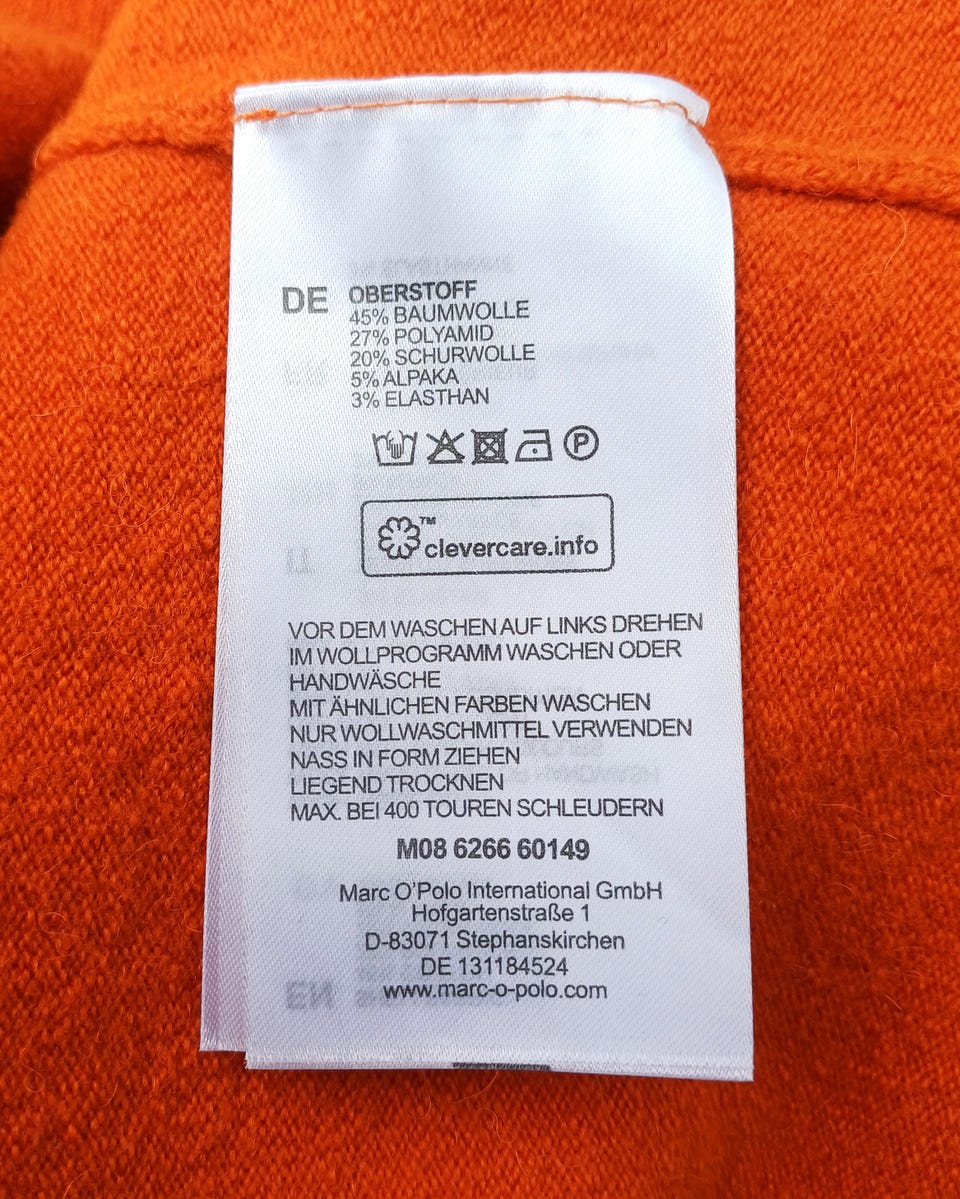 DE OBERSTOFF
45% BAUMWOLLE
27% POLYAMID
20% SCHURWOLLE
5% ALPAKA
3% ELASTHAN
P
™
clevercare.info
VOR DEM WASCHEN AUF LINKS DREHEN
IM WOLLPROGRAMM WASCHEN ODER
HANDWÄSCHE
MIT ÄHNLICHEN FARBEN WASCHEN
NUR WOLLWASCHMITTEL VERWENDEN
NASS IN FORM ZIEHEN
LIEGEND TROCKNEN
MAX. BEI 400 TOUREN SCHLEUDERN
M08 6266 60149
Marc O'Polo International GmbH
Hofgartenstraße 1
D-83071 Stephanskirchen
DE 131184524
www.marc-o-polo.com